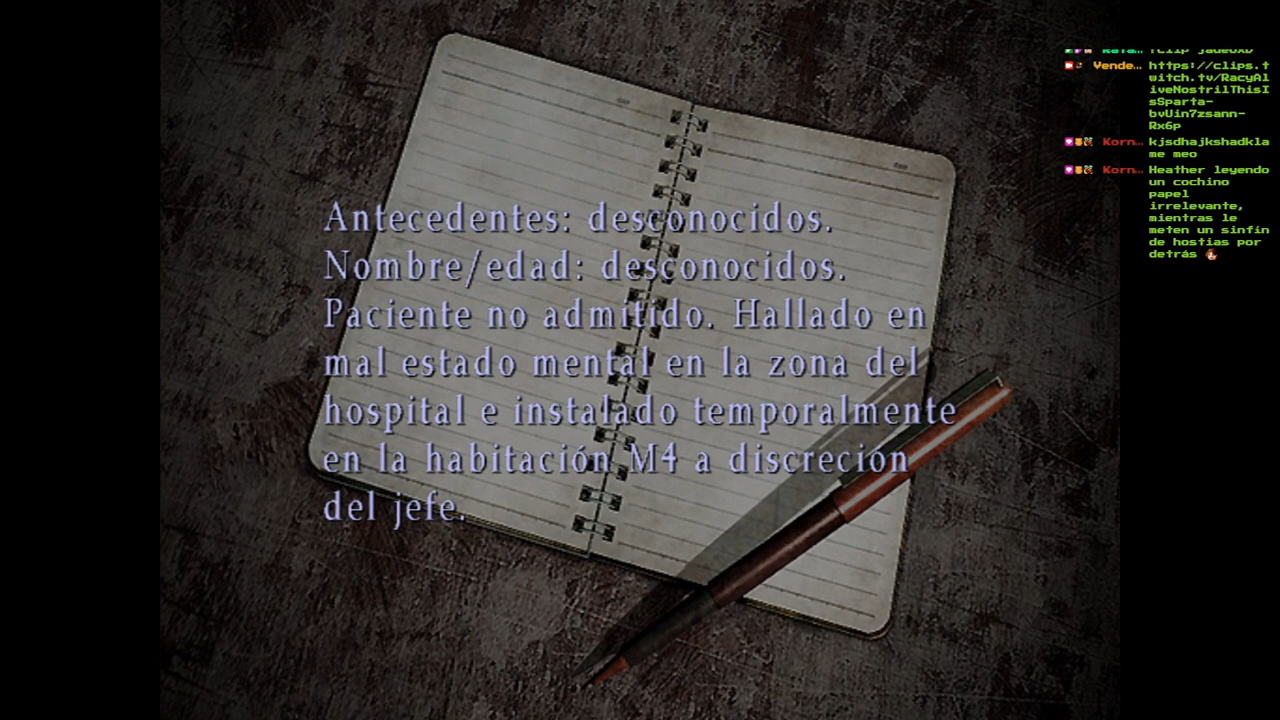 Antecedentes: desconocidos.
Nombre/edad: desconocidos.
Paciente no admitido. Hallado en
mal estado mental en la zona del
hospital e instalado temporalmente
en la habitación M4 a discreción
del jefe.
Vende... https://clips.t
witch.tv/RacyAl
iveNostrilThisI
sSparta-
bvUin7zsann-
Rx6p
Korn... kjsdhajkshadkla
me meo
Korn... Heather leyendo
un cochino
papel
irrelevante,
mientras le
meten un sinfin
de hostias por
detrás